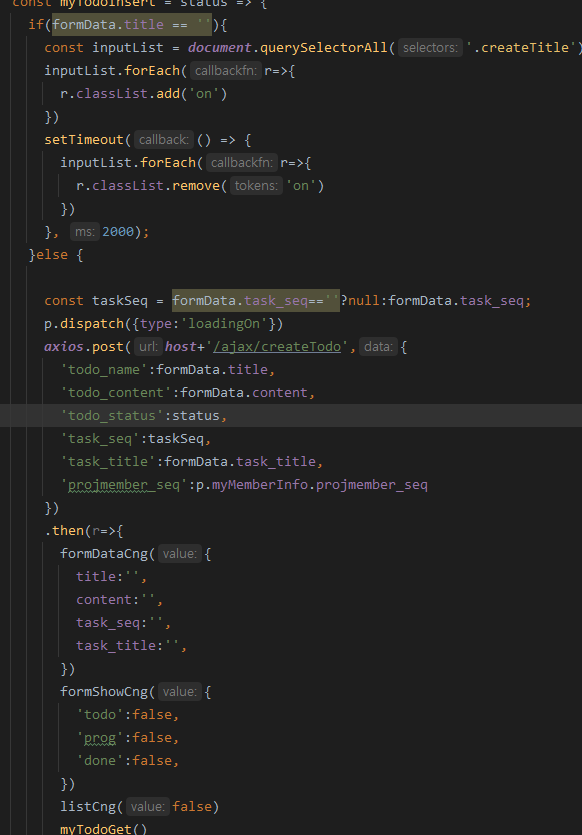 const myTodoInsert = status => {
if(formData.title == ''){
const inputList = document.querySelectorAll( selectors: '.createTitle')
inputList.forEach( callbackfn: r=>{
r.classList.add('on')
})
setTimeout( callback: () => {
inputList.forEach( callbackfn: r=>{
r.classList.remove( tokens: 'on')
})
}, ms: 2000);
}else {
const taskSeq = formData.task_seq==''?null:formData.task_seq;
p.dispatch({type:'loadingOn'})
axios.post( url: host+'/ajax/createTodo', data: {
'todo_name':formData.title,
'todo_content':formData.content,
'todo_status':status,
'task_seq':taskSeq,
'task_title':formData.task_title,
'projmember_seq':p.myMemberInfo.projmember_seq
})
.then(r=>{
formDataCng( value: {
title:'',
content:'',
task_seq:'',
task_title:'',
})
formShowCng( value: {
'todo':false,
'prog':false,
'done':false,
})
listCng( value: false)
myTodoGet()